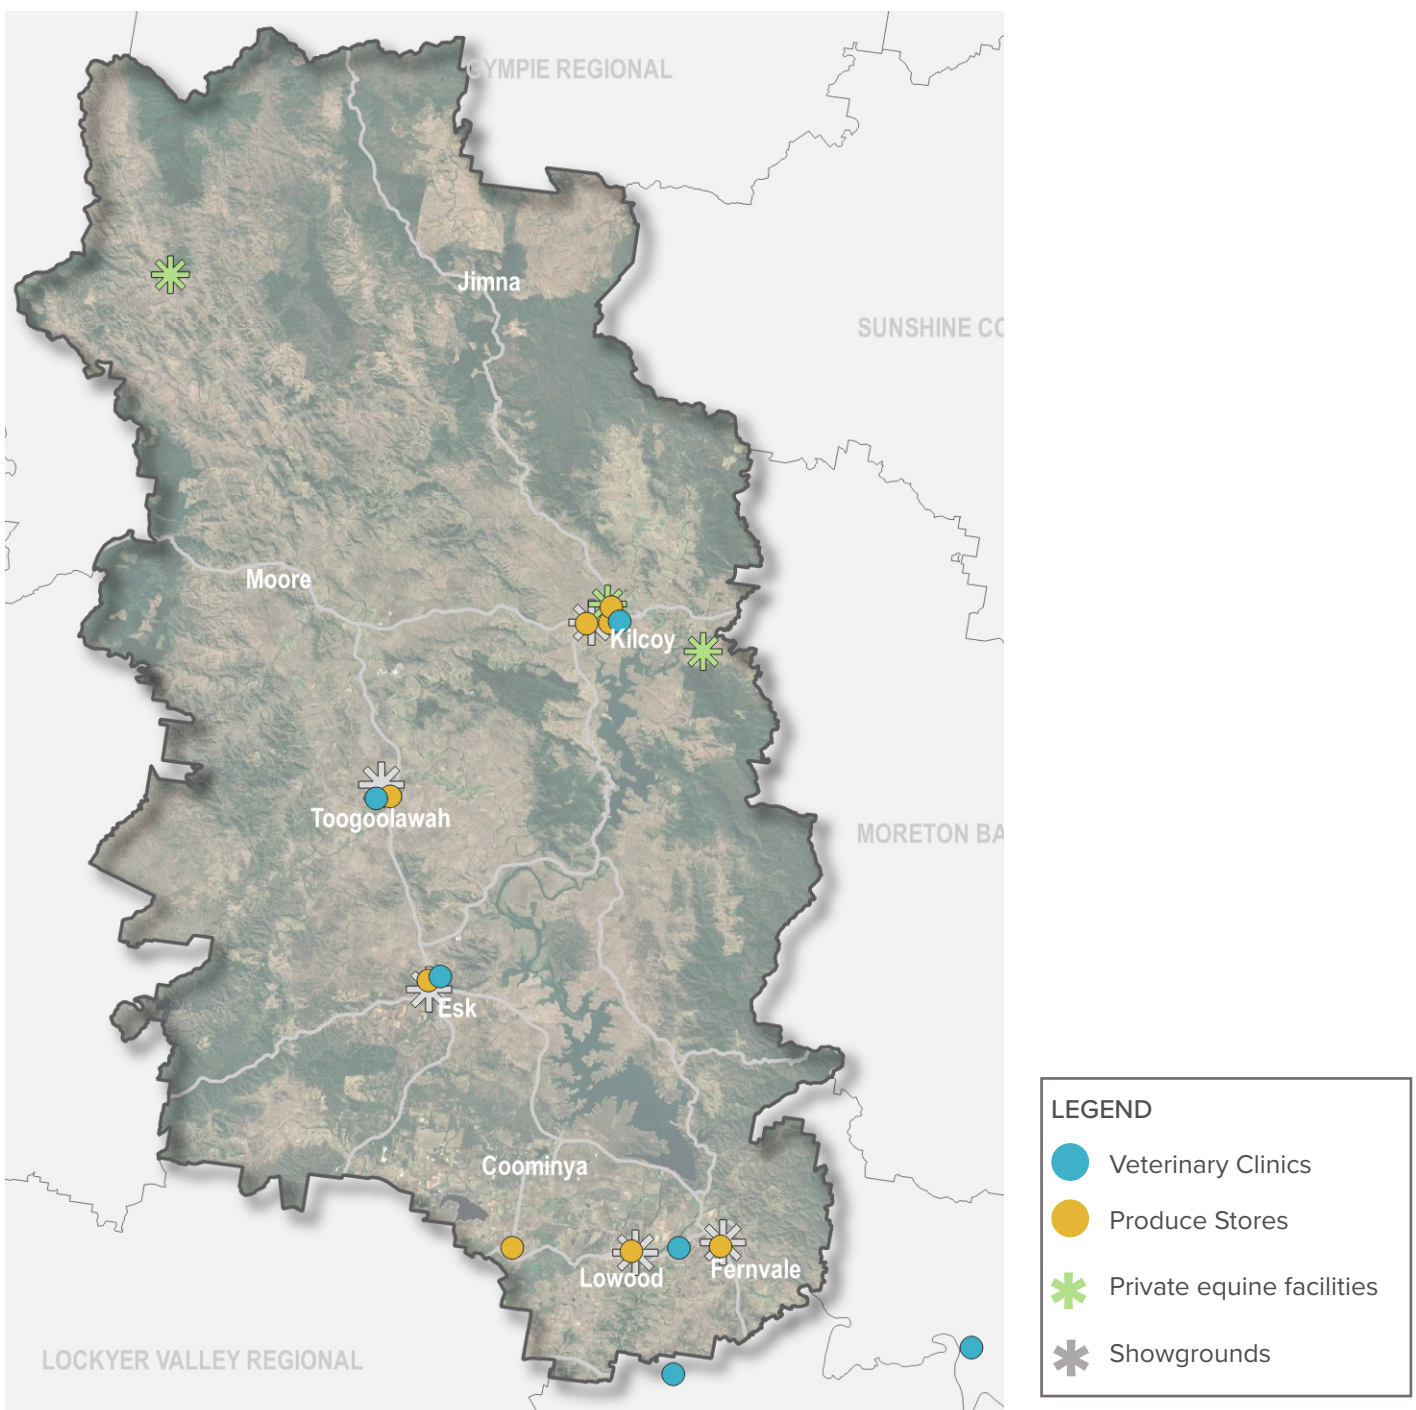 GYMPIE REGIONAL
Jimna
SUNSHINE CO
Moore
Kilcoy
Toogoolawah
MORETON BA
Esk
Coominya
Lowood
Fernvale
LOCKYER VALLEY REGIONAL
LEGEND
Veterinary Clinics
Produce Stores
Private equine facilities
Showgrounds